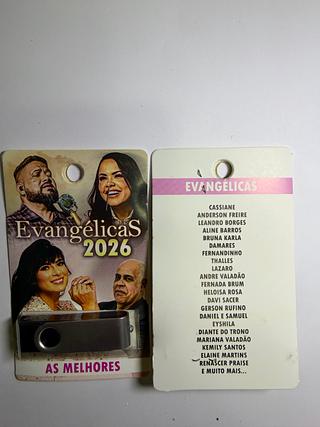 Evangélicas
2026
AS MELHORES
EVANGÉLICAS
CASSIANE
ANDERSON FREIRE
LEANDRO BORGES
ALINE BARROS
BRUNA KARLA
DAMARES
FERNANDINHO
THALLES
LAZARO
ANDRE VALADÃO
FERNADA BRUM
HELOISA ROSA
DAVI SACER
GERSON RUFINO
DANIEL E SAMUEL
EYSHILA
DIANTE DO TRONO
MARIANA VALADÃO
KEMILY SANTOS
ELAINE MARTINS
RENASCER PRAISE
E MUITO MAIS...